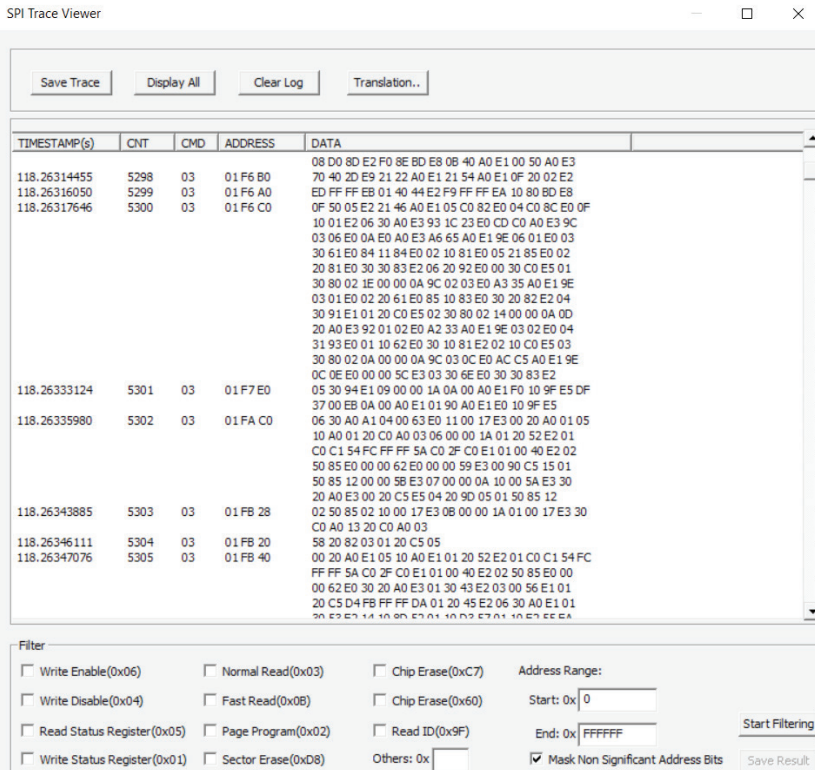 SPI Trace Viewer
Save Trace Display All Clear Log Translation..
TIMESTAMP(s) CNT CMD ADDRESS DATA
08 D0 8D E2 F0 8E BD E8 0B 40 A0 E1 00 50 A0 E3
118.26314455 5298 03 01 F6 B0 70 40 2D E9 21 22 A0 E1 21 54 A0 E1 0F 20 02 E2
118.26316050 5299 03 01 F6 A0 ED FF FF EB 01 40 44 E2 F9 FF FF EA 10 80 BD E8
118.26317646 5300 03 01 F6 C0 0F 50 05 E2 21 46 A0 E1 05 C0 82 E0 04 C0 8C E0 0F
10 01 E2 06 30 A0 E3 93 1C 23 E0 CD C0 A0 E3 9C
03 06 E0 0A E0 A0 E3 A6 65 A0 E1 9E 06 01 E0 03
30 61 E0 84 11 84 E0 02 10 81 E0 05 21 85 E0 02
20 81 E0 30 30 83 E2 06 20 92 E0 00 30 C0 E5 01
30 80 02 1E 00 00 0A 9C 02 03 E0 A3 35 A0 E1 9E
03 01 E0 02 20 61 E0 85 10 83 E0 30 20 82 E2 04
30 91 E1 01 20 C0 E5 02 30 80 02 14 00 00 0A 0D
20 A0 E3 92 01 02 E0 A2 33 A0 E1 9E 03 02 E0 04
31 93 E0 01 10 62 E0 30 10 81 E2 02 10 C0 E5 03
30 80 02 0A 00 00 0A 9C 03 0C E0 AC C5 A0 E1 9E
0C 0E E0 00 00 5C E3 03 30 6E E0 30 30 83 E2
118.26333124 5301 03 01 F7 E0 05 30 94 E1 09 00 00 1A 0A 00 A0 E1 F0 10 9F E5 DF
37 00 EB 0A 00 A0 E1 01 90 A0 E1 E0 10 9F E5
118.26335980 5302 03 01 FA C0 06 30 A0 A1 04 00 63 E0 11 00 17 E3 00 20 A0 01 05
10 A0 01 20 C0 A0 03 06 00 00 1A 01 20 52 E2 01
C0 C1 54 FC FF FF 5A C0 2F C0 E1 01 00 40 E2 02
50 85 E0 00 00 62 E0 00 00 59 E3 00 90 C5 15 01
50 85 12 00 00 5B E3 07 00 00 0A 10 00 5A E3 30
20 A0 E3 00 20 C5 E5 04 20 9D 05 01 50 85 12
118.26343885 5303 03 01 FB 28 02 50 85 02 10 00 17 E3 0B 00 00 1A 01 00 17 E3 30
C0 A0 13 20 C0 A0 03
118.26346111 5304 03 01 FB 20 58 20 82 03 01 20 C5 05
118.26347076 5305 03 01 FB 40 00 20 A0 E1 05 10 A0 E1 01 20 52 E2 01 C0 C1 54 FC
FF FF 5A C0 2F C0 E1 01 00 40 E2 02 50 85 E0 00
00 62 E0 30 20 A0 E3 01 30 43 E2 03 00 56 E1 01
20 C5 D4 FB FF FF DA 01 20 45 E2 06 30 A0 E1 01
Filter
Write Enable(0x06) Normal Read(0x03) Chip Erase(0xC7) Address Range:
Write Disable(0x04) Fast Read(0x0B) Chip Erase(0x60) Start: 0x 0
Read Status Register(0x05) Page Program(0x02) Read ID(0x9F) End: 0x FFFFFF Start Filtering
Write Status Register(0x01) Sector Erase(0xD8) Others: 0x Mask Non Significant Address Bits Save Result